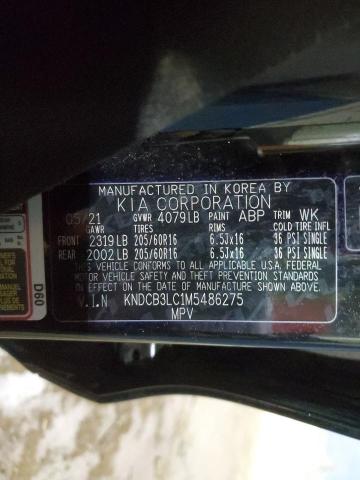 MANUFACTURED IN KOREA BY
KIA CORPORATION
05/21 GVWR 4079LB PAINT ABP TRIM WK
GAWR TIRES RIMS COLD TIRE INFL
FRONT 2319LB 205/60R16 6.5Jx16 36 PSI SINGLE
REAR 2002LB 205/60R16 6.5Jx16 36 PSI SINGLE
CONFORMS TO ALL APPLICABLE U.S.A. FEDERAL
MOTOR VEHICLE SAFETY AND THEFT PREVENTION STANDARDS
IN EFFECT ON THE DATE OF MANUFACTURE SHOWN ABOVE.
V.I.N KNDCB3LC1M5486275
MPV
D60